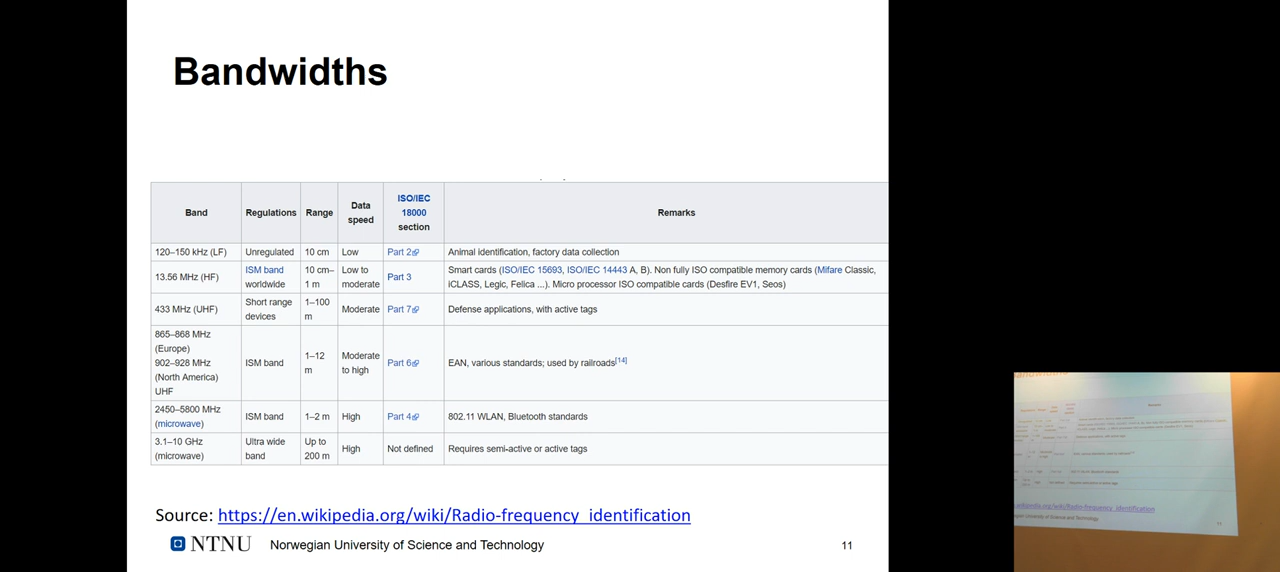 Bandwidths
Band Regulations Range Data speed ISO/IEC 18000 section Remarks
120–150 kHz (LF) Unregulated 10 cm Low Part 2 Animal identification, factory data collection
13.56 MHz (HF) ISM band worldwide 10 cm–1 m Low to moderate Part 3 Smart cards (ISO/IEC 15693, ISO/IEC 14443 A, B). Non fully ISO compatible memory cards (Mifare Classic, iCLASS, Legic, Felica ...). Micro processor ISO compatible cards (Desfire EV1, Seos)
433 MHz (UHF) Short range devices 1–100 m Moderate Part 7 Defense applications, with active tags
865–868 MHz (Europe) 902–928 MHz (North America) UHF ISM band 1–12 m Moderate to high Part 6 EAN, various standards; used by railroads[14]
2450–5800 MHz (microwave) ISM band 1–2 m High Part 4 802.11 WLAN, Bluetooth standards
3.1–10 GHz (microwave) Ultra wide band Up to 200 m High Not defined Requires semi-active or active tags
Source: https://en.wikipedia.org/wiki/Radio-frequency_identification
NTNU Norwegian University of Science and Technology 11